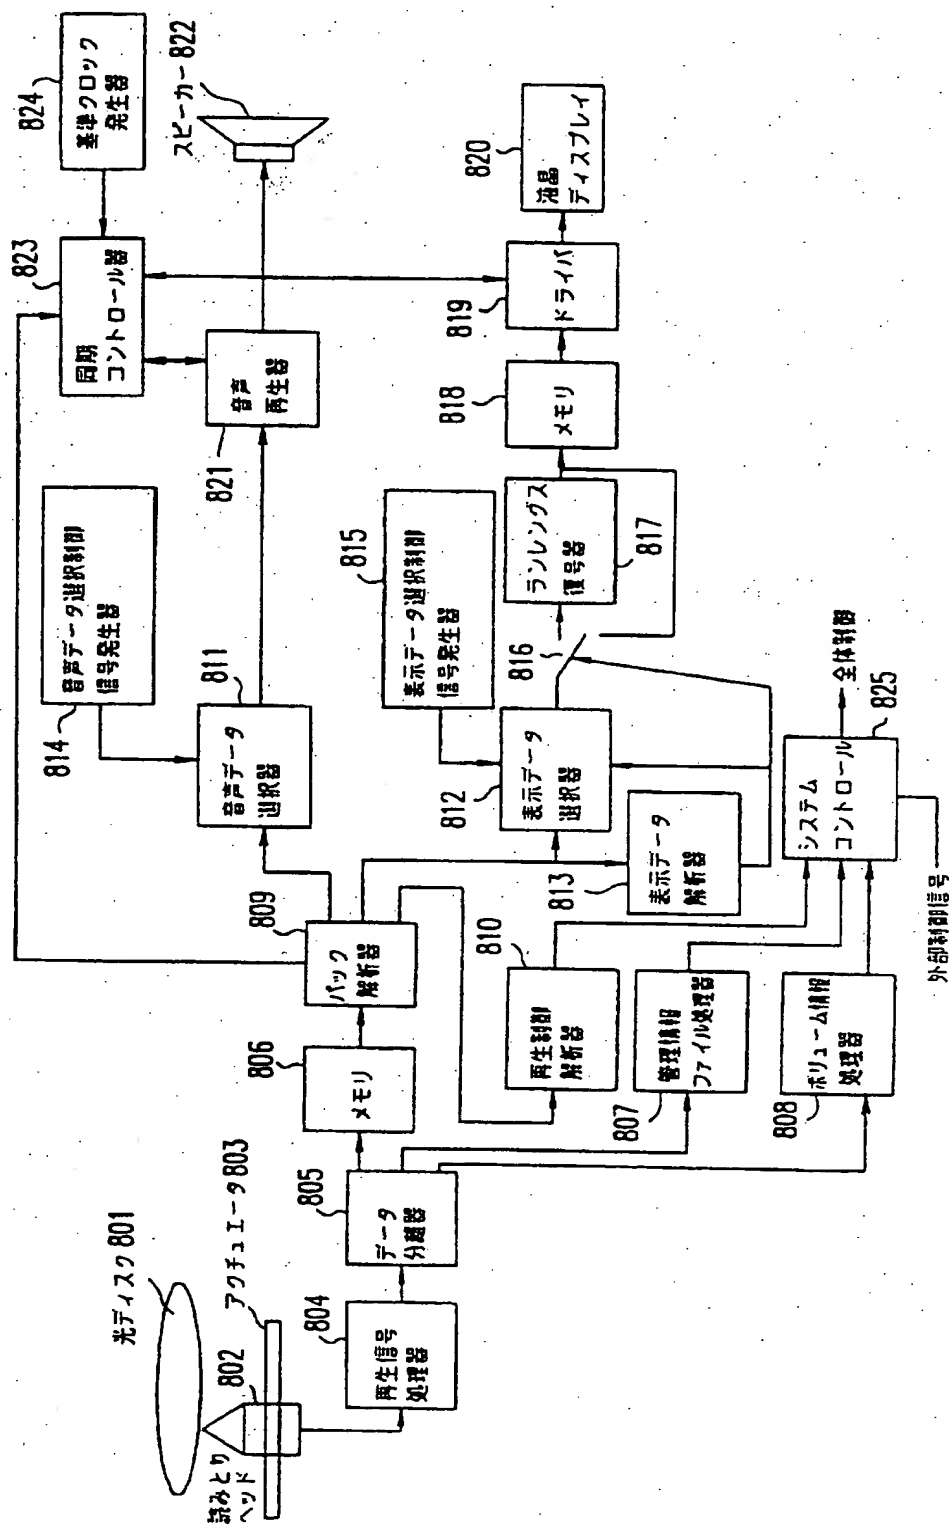 光ディスク801
読みとり
ヘッド
802
アクチュエータ803
804
再生信号
処理器
805
データ
分離器
806
メモリ
809
パック
解析器
814
音声データ選択制御
信号発生器
811
音声データ
選択器
821
音声
再生器
823
同期
コントロール器
824
基準クロック
発生器
スピーカー822
815
表示データ選択制御
信号発生器
812
表示データ
選択器
813
表示データ
解析器
816
817
ランレングス
復号器
818
メモリ
819
ドライバ
820
液晶
ディスプレイ
810
再生制御
解析器
807
管理情報
ファイル処理器
808
ボリューム情報
処理器
システム
コントロール
825
全体制御
外部制御信号